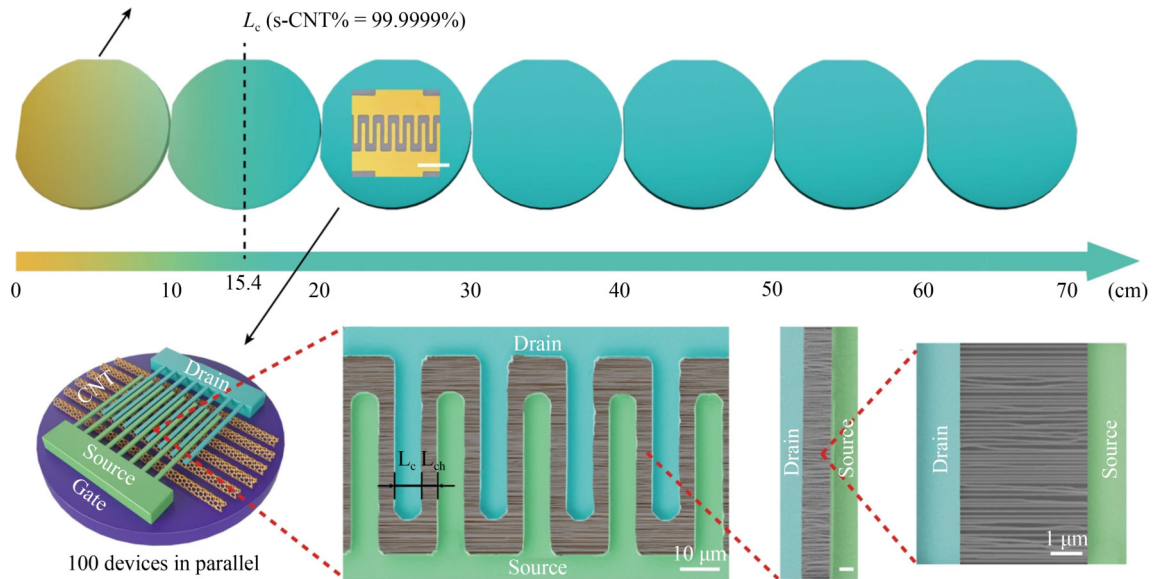 L_c (s-CNT% = 99.9999%)
0 10 15.4 20 30 40 50 60 70 (cm)
CNT
Drain
Source
Gate
100 devices in parallel
Drain
L_c L_ch
Source
10 μm
Drain
Source
Drain
Source
1 μm